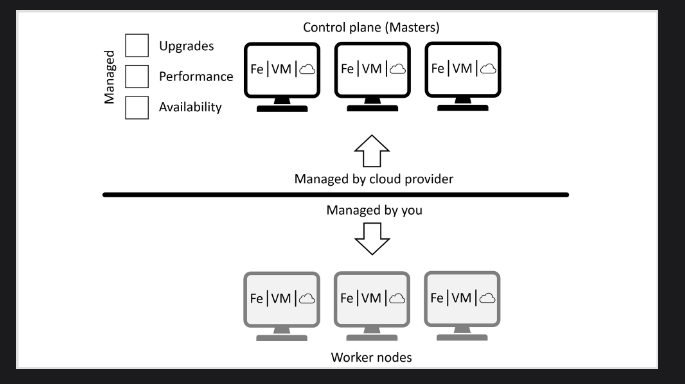 Control plane (Masters)
Managed
Upgrades
Performance
Availability
Fe|VM|
Fe|VM|
Fe|VM|
Managed by cloud provider
Managed by you
Fe|VM|
Fe|VM|
Fe|VM|
Worker nodes